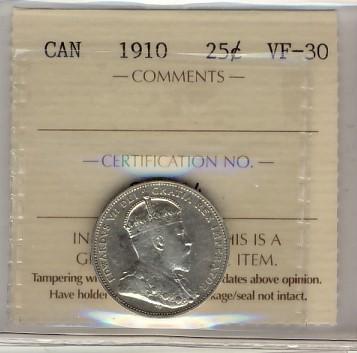 CAN 1910 25¢ VF-30
— COMMENTS —
— CERTIFICATION NO. —
IN HIS IS A
G ITEM.
Tampering wi dates above opinion.
Have holder kage/seal not intact.